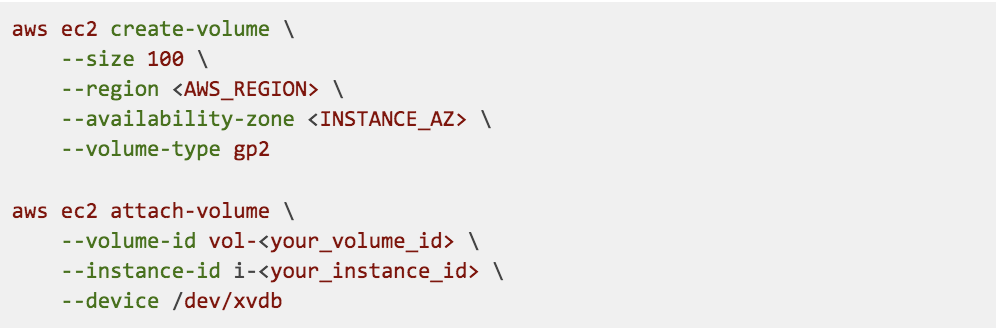 aws ec2 create-volume \
    --size 100 \
    --region <AWS_REGION> \
    --availability-zone <INSTANCE_AZ> \
    --volume-type gp2

aws ec2 attach-volume \
    --volume-id vol-<your_volume_id> \
    --instance-id i-<your_instance_id> \
    --device /dev/xvdb